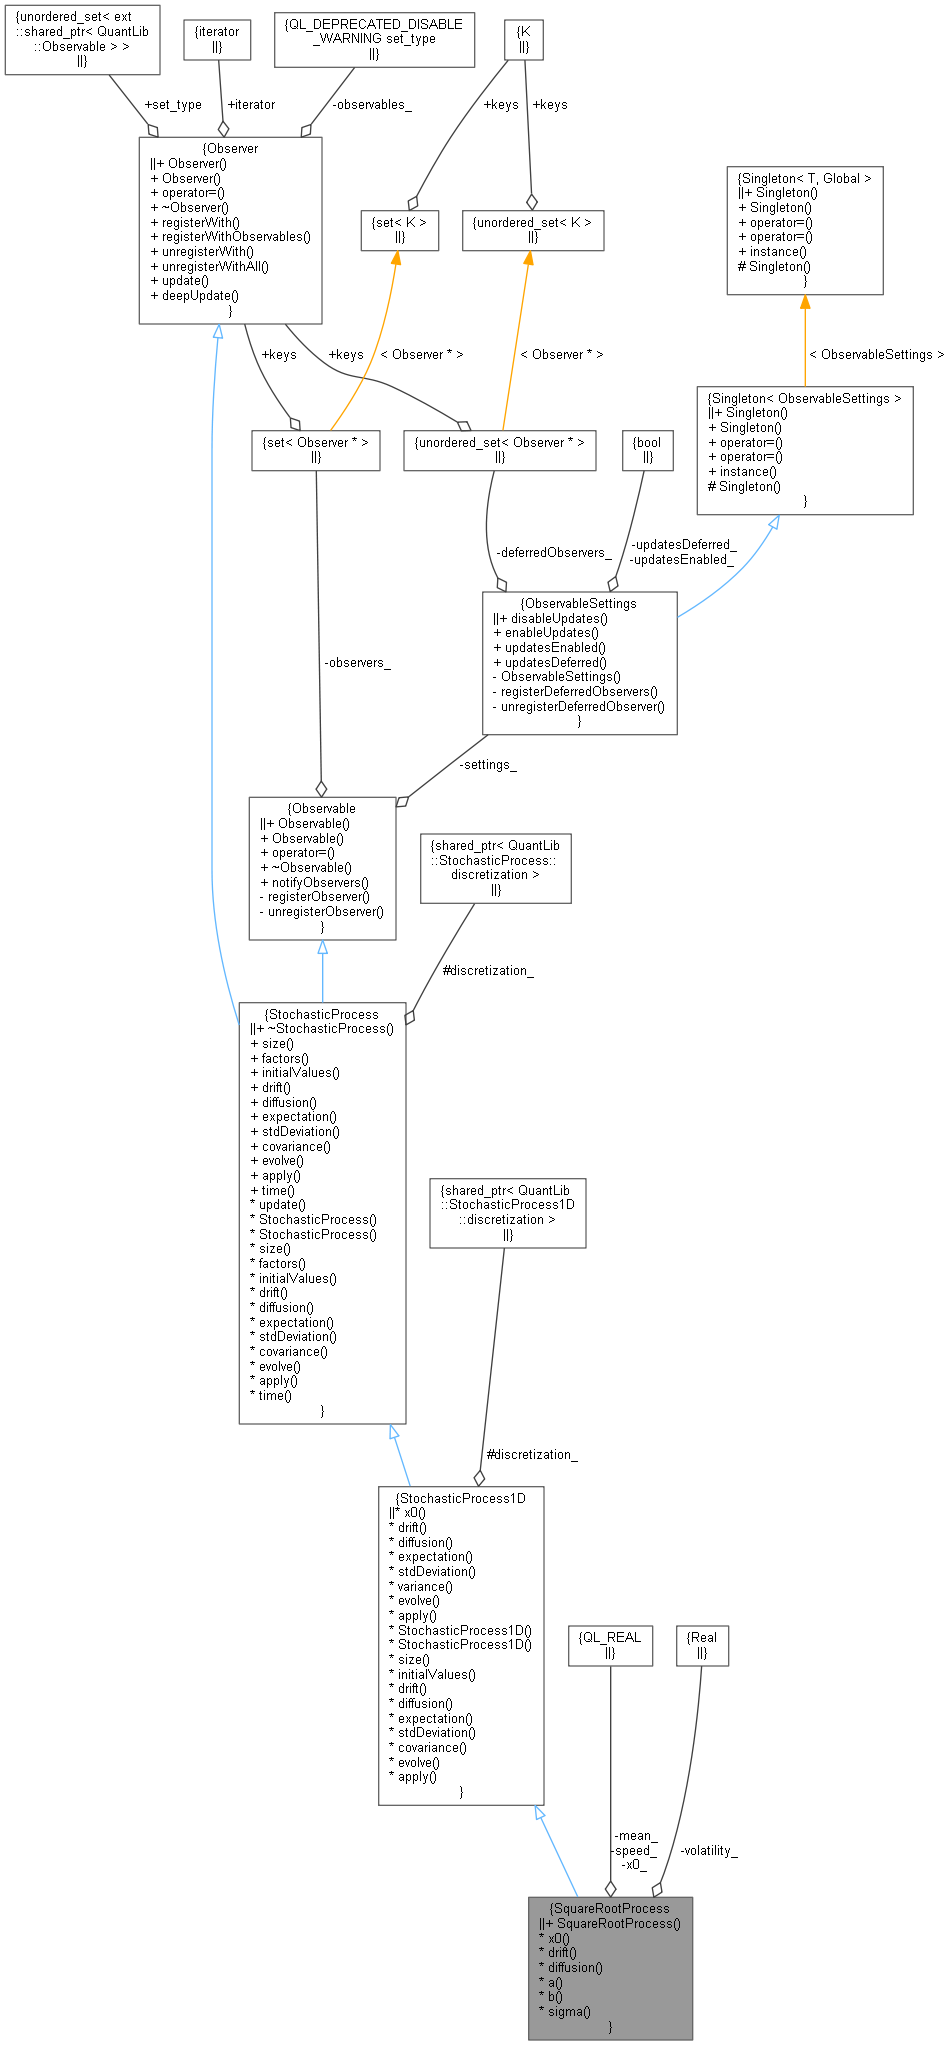 {unordered_set< ext
::shared_ptr< QuantLib
::Observable > >
||}
{iterator
||}
{QL_DEPRECATED_DISABLE
_WARNING set_type
||}
{K
||}
+set_type
+iterator
-observables_
+keys
+keys
{Observer
||+ Observer()
+ Observer()
+ operator=()
+ ~Observer()
+ registerWith()
+ registerWithObservables()
+ unregisterWith()
+ unregisterWithAll()
+ update()
+ deepUpdate()
}
{set< K >
||}
{unordered_set< K >
||}
{Singleton< T, Global >
||+ Singleton()
+ Singleton()
+ operator=()
+ operator=()
+ instance()
# Singleton()
}
+keys
+keys
< Observer * >
< Observer * >
< ObservableSettings >
{set< Observer * >
||}
{unordered_set< Observer * >
||}
{bool
||}
{Singleton< ObservableSettings >
||+ Singleton()
+ Singleton()
+ operator=()
+ operator=()
+ instance()
# Singleton()
}
-deferredObservers_
-updatesDeferred_
-updatesEnabled_
{ObservableSettings
||+ disableUpdates()
+ enableUpdates()
+ updatesEnabled()
+ updatesDeferred()
- ObservableSettings()
- registerDeferredObservers()
- unregisterDeferredObserver()
}
-observers_
-settings_
{Observable
||+ Observable()
+ Observable()
+ operator=()
+ ~Observable()
+ notifyObservers()
- registerObserver()
- unregisterObserver()
}
{shared_ptr< QuantLib
::StochasticProcess::
discretization >
||}
#discretization_
{StochasticProcess
||+ ~StochasticProcess()
+ size()
+ factors()
+ initialValues()
+ drift()
+ diffusion()
+ expectation()
+ stdDeviation()
+ covariance()
+ evolve()
+ apply()
+ time()
* update()
* StochasticProcess()
* StochasticProcess()
* size()
* factors()
* initialValues()
* drift()
* diffusion()
* expectation()
* stdDeviation()
* covariance()
* evolve()
* apply()
* time()
}
{shared_ptr< QuantLib
::StochasticProcess1D
::discretization >
||}
#discretization_
{StochasticProcess1D
||* x0()
* drift()
* diffusion()
* expectation()
* stdDeviation()
* variance()
* evolve()
* apply()
* StochasticProcess1D()
* StochasticProcess1D()
* size()
* initialValues()
* drift()
* diffusion()
* expectation()
* stdDeviation()
* covariance()
* evolve()
* apply()
}
{QL_REAL
||}
{Real
||}
-mean_
-speed_
-x0_
-volatility_
{SquareRootProcess
||+ SquareRootProcess()
* x0()
* drift()
* diffusion()
* a()
* b()
* sigma()
}